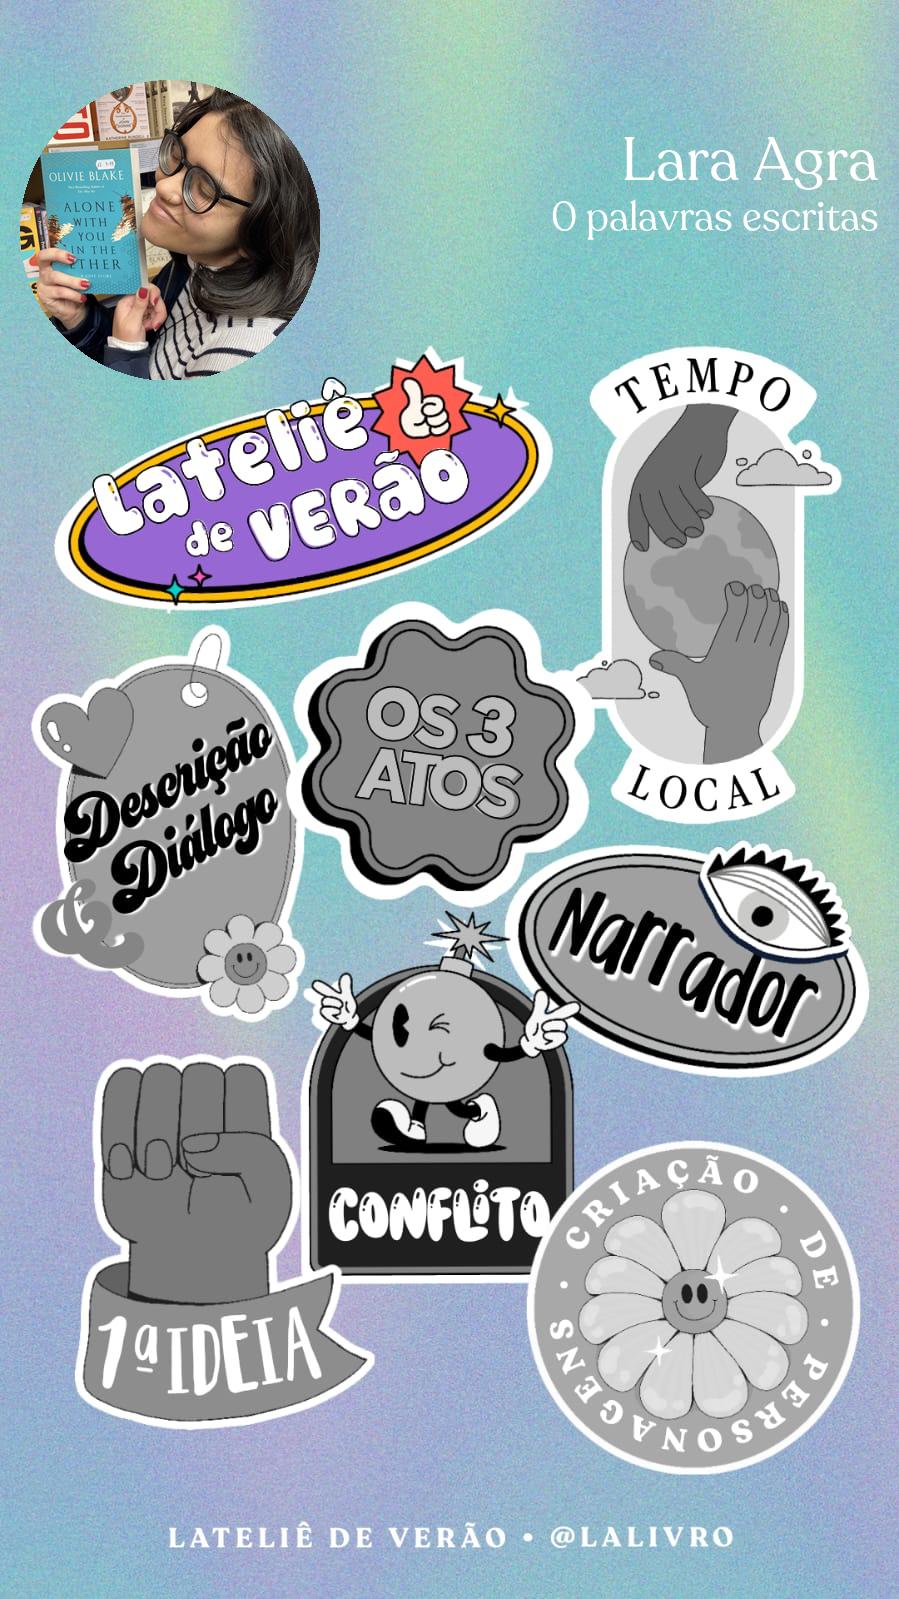 Lara Agra
0 palavras escritas
OLIVIE BLAKE
ALONE
WITH
YOU
IN THE
ETHER
Lateliê
de VERÃO
TEMPO
LOCAL
OS 3
ATOS
Descrição
&
Diálogo
Narrador
CONFLITO
1ª IDEIA
CRIAÇÃO · DE · PERSONAGENS ·
LATELIÊ DE VERÃO • @LALIVRO